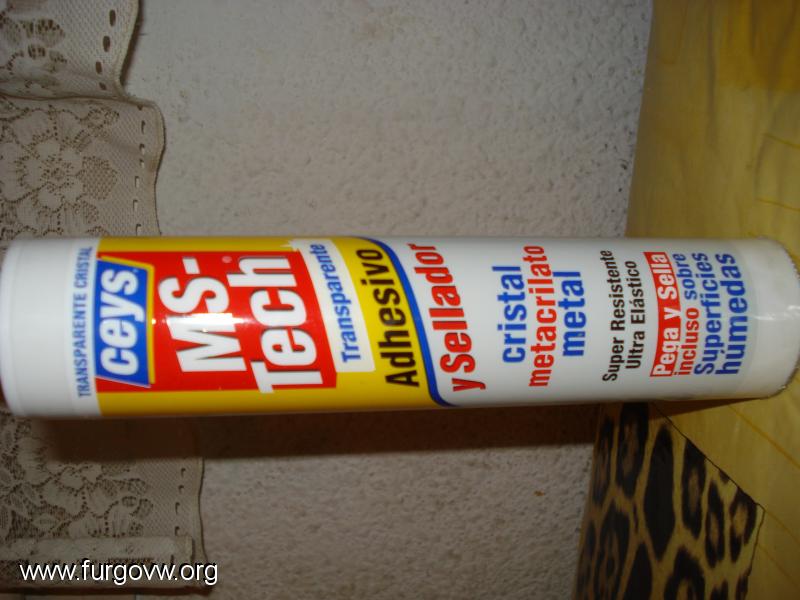 TRANSPARENTE CRISTAL
ceys®
MS-
Tech®
Transparente
Adhesivo
y Sellador
cristal
metacrilato
metal
Super Resistente
Ultra Elástico
Pega y Sella
incluso sobre
Superficies
húmedas
www.furgovw.org